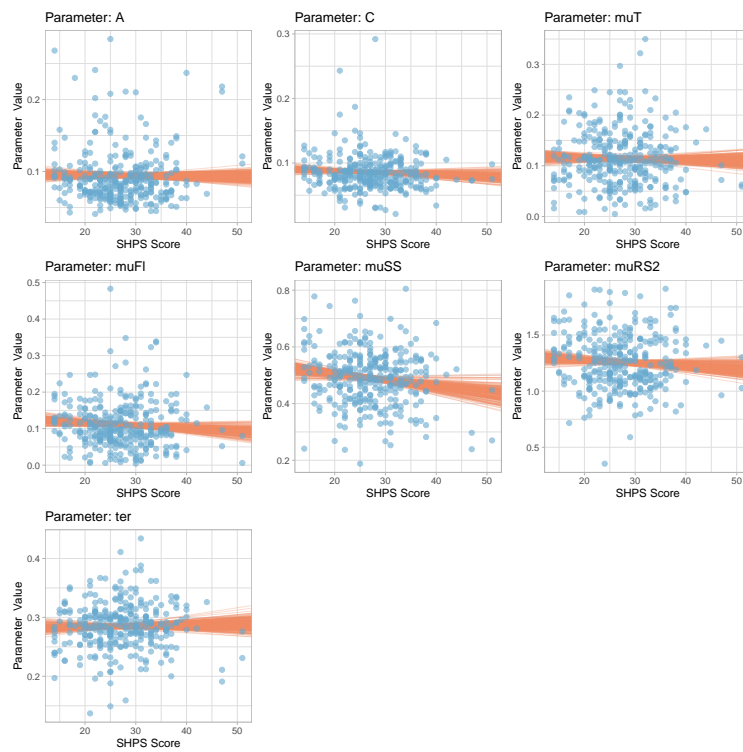 Parameter: A
Parameter Value
0.2
0.1
20
30
40
50
SHPS Score
Parameter: C
Parameter Value
0.3
0.2
0.1
20
30
40
50
SHPS Score
Parameter: muT
Parameter Value
0.3
0.2
0.1
0.0
20
30
40
50
SHPS Score
Parameter: muFl
Parameter Value
0.5
0.4
0.3
0.2
0.1
0.0
20
30
40
50
SHPS Score
Parameter: muSS
Parameter Value
0.8
0.6
0.4
0.2
20
30
40
50
SHPS Score
Parameter: muRS2
Parameter Value
1.5
1.0
0.5
20
30
40
50
SHPS Score
Parameter: ter
Parameter Value
0.4
0.3
0.2
20
30
40
50
SHPS Score